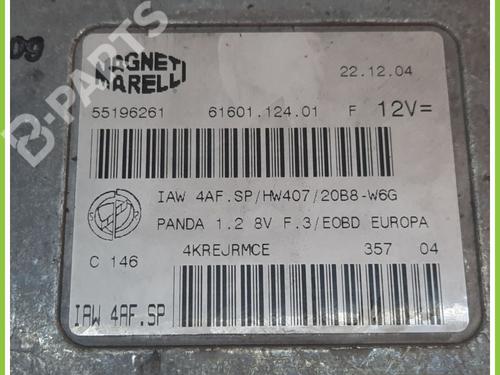 09
MAGNETI
MARELLI
22.12.04
55196261 61601.124.01 F 12V=
IAW 4AF.SP/HW407/20B8-W6G
PANDA 1.2 8V F.3/EOBD EUROPA
4KREJRMCE 357 04
C 146
IAW 4AF.SP
B-PARTS